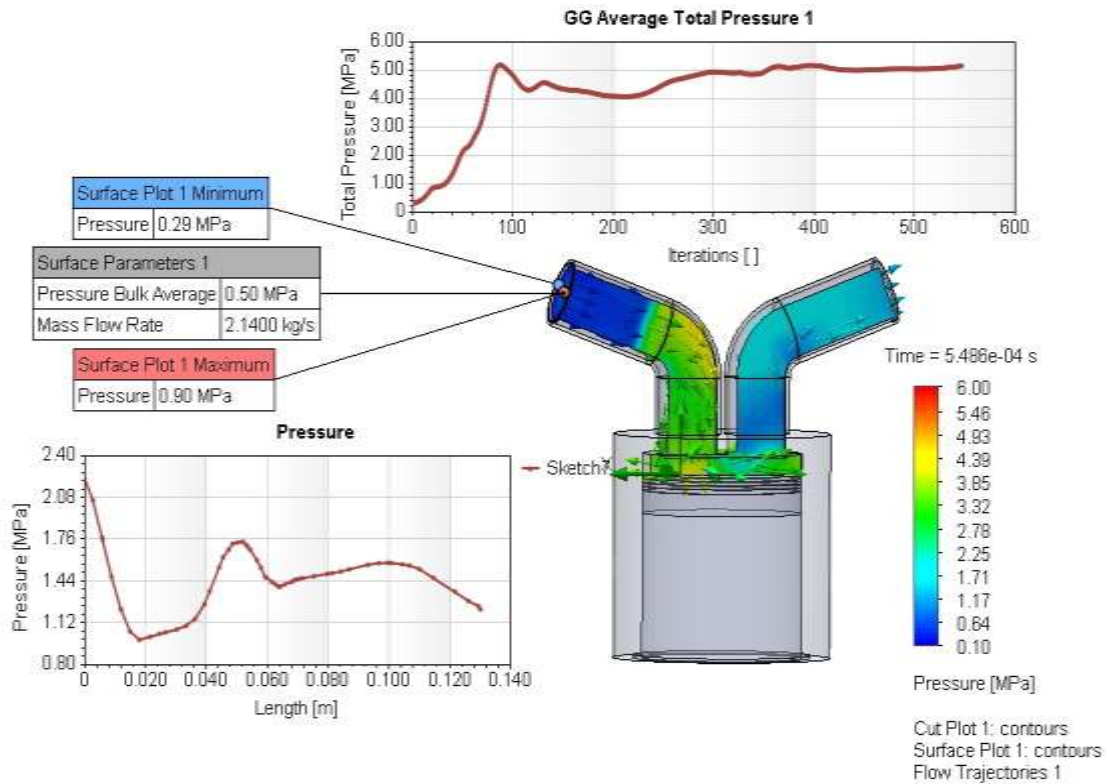 GG Average Total Pressure 1
6.00
5.00
4.00
3.00
2.00
1.00
0
Total Pressure [MPa]
0 100 200 300 400 500 600
Iterations [ ]
Surface Plot 1 Minimum
Pressure 0.29 MPa
Surface Parameters 1
Pressure Bulk Average 0.50 MPa
Mass Flow Rate 2.1400 kg/s
Surface Plot 1 Maximum
Pressure 0.90 MPa
Pressure
2.40
2.08
1.76
1.44
1.12
0.80
Pressure [MPa]
0 0.020 0.040 0.060 0.080 0.100 0.120 0.140
Length [m]
Sketch7
Time = 5.486e-04 s
6.00
5.46
4.93
4.39
3.85
3.32
2.78
2.25
1.71
1.17
0.64
0.10
Pressure [MPa]
Cut Plot 1: contours
Surface Plot 1: contours
Flow Trajectories 1